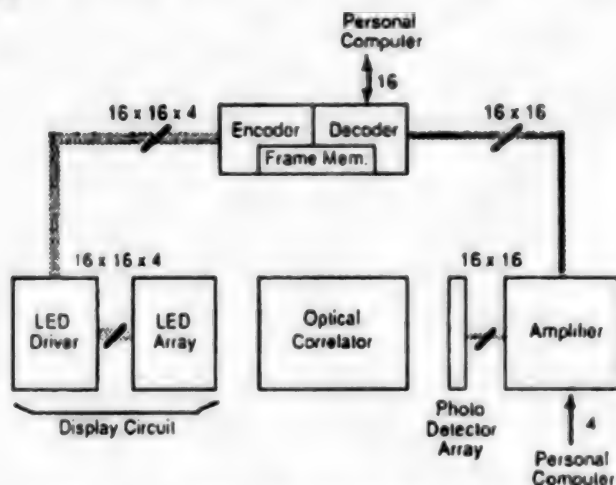 Personal
Computer
16
16 x 16 x 4
16 x 16
Encoder
Decoder
Frame Mem.
16 x 16 x 4
16 x 16
LED
Driver
LED
Array
Optical
Correlator
Amplifier
Display Circuit
Photo
Detector
Array
4
Personal
Computer